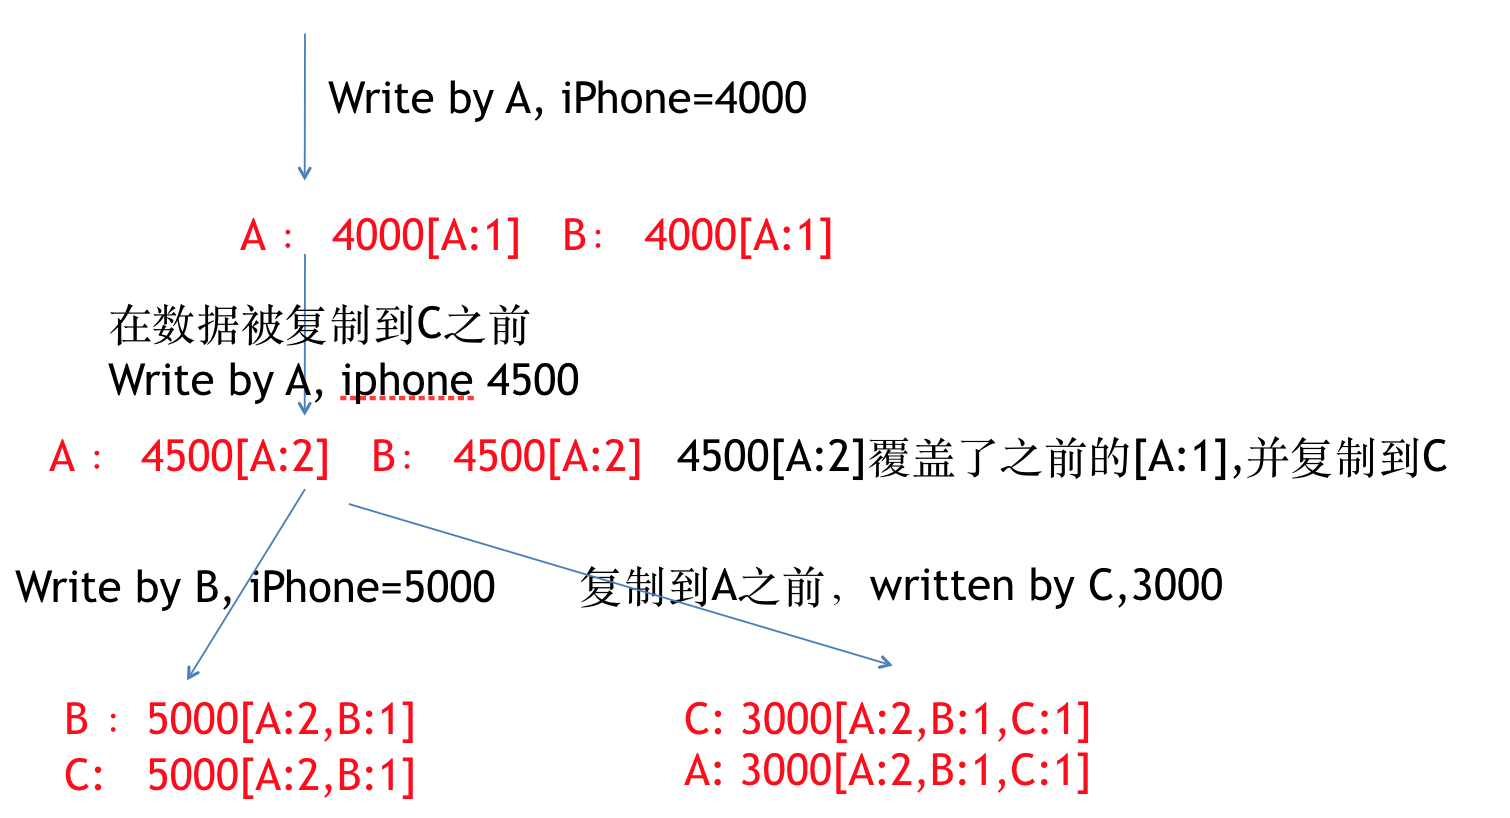 Write by A, iPhone=4000
A： 4000[A:1] B： 4000[A:1]
在数据被复制到C之前
Write by A, iphone 4500
A： 4500[A:2] B： 4500[A:2] 4500[A:2]覆盖了之前的[A:1],并复制到C
Write by B, iPhone=5000 复制到A之前，written by C,3000
B：5000[A:2,B:1]
C: 5000[A:2,B:1]
C: 3000[A:2,B:1,C:1]
A: 3000[A:2,B:1,C:1]